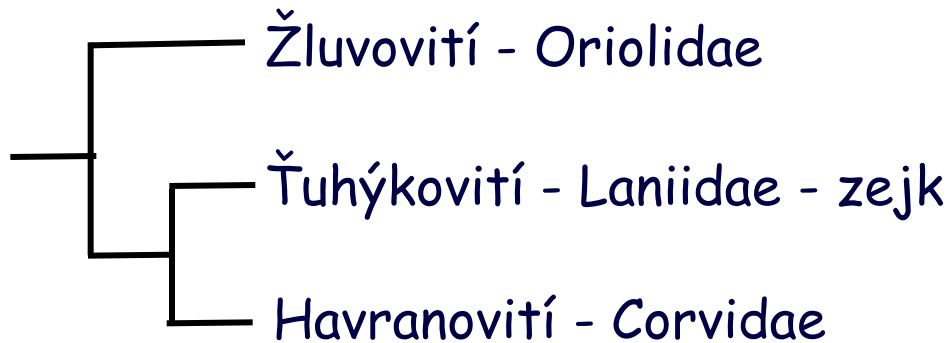 Žluvovití - Oriolidae
Ťuhýkovití - Laniidae - zejk
Havranovití - Corvidae